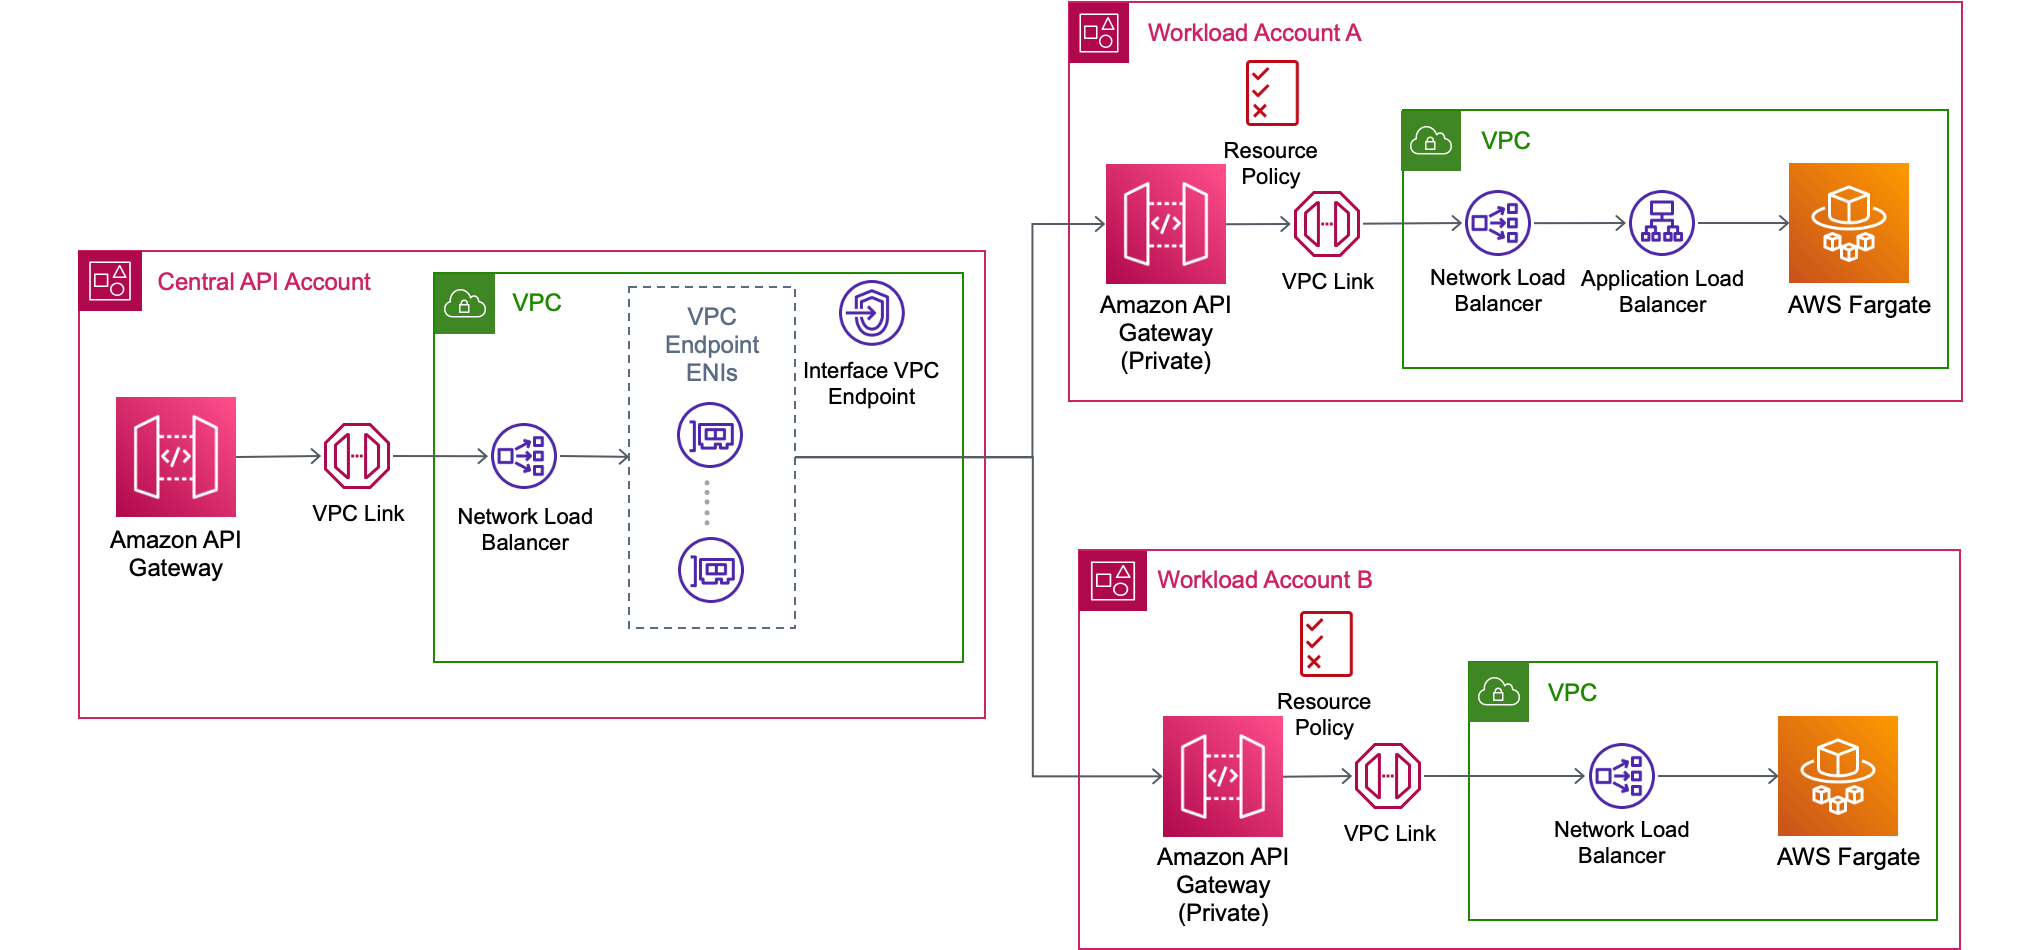 Central API Account
VPC
VPC
Endpoint
ENIs
Interface VPC
Endpoint
Amazon API
Gateway
VPC Link
Network Load
Balancer
Workload Account A
Resource
Policy
VPC
Amazon API
Gateway
(Private)
VPC Link
Network Load
Balancer
Application Load
Balancer
AWS Fargate
Workload Account B
Resource
Policy
VPC
Amazon API
Gateway
(Private)
VPC Link
Network Load
Balancer
AWS Fargate